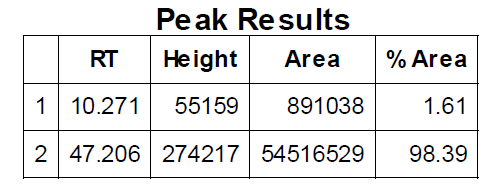 Peak Results
RT Height Area % Area
1 10.271 55159 891038 1.61
2 47.206 274217 54516529 98.39